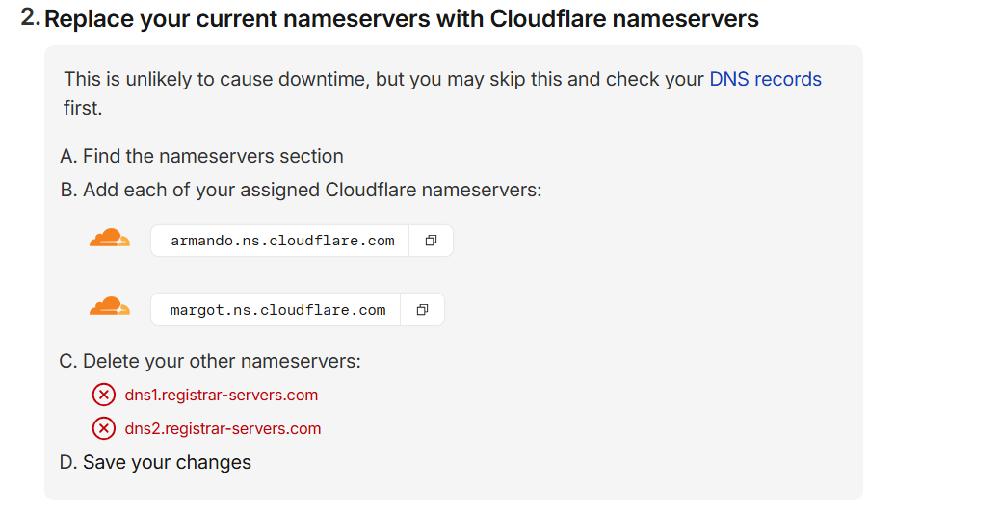 2. Replace your current nameservers with Cloudflare nameservers
This is unlikely to cause downtime, but you may skip this and check your DNS records
first.
A. Find the nameservers section
B. Add each of your assigned Cloudflare nameservers:
armando.ns.cloudflare.com
margot.ns.cloudflare.com
C. Delete your other nameservers:
dns1.registrar-servers.com
dns2.registrar-servers.com
D. Save your changes